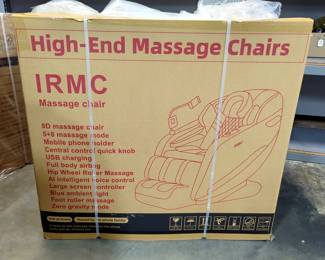 High-End Massage Chairs
IRMC
Massage chair
8D massage chair
5+8 massage mode
Mobile phone holder
Central control quick knob
USB charging
Full body airbag
Hip Wheel Roller Massage
AI intelligent voice control
Large screen controller
Blue ambient light
Foot roller massage
Zero gravity mode